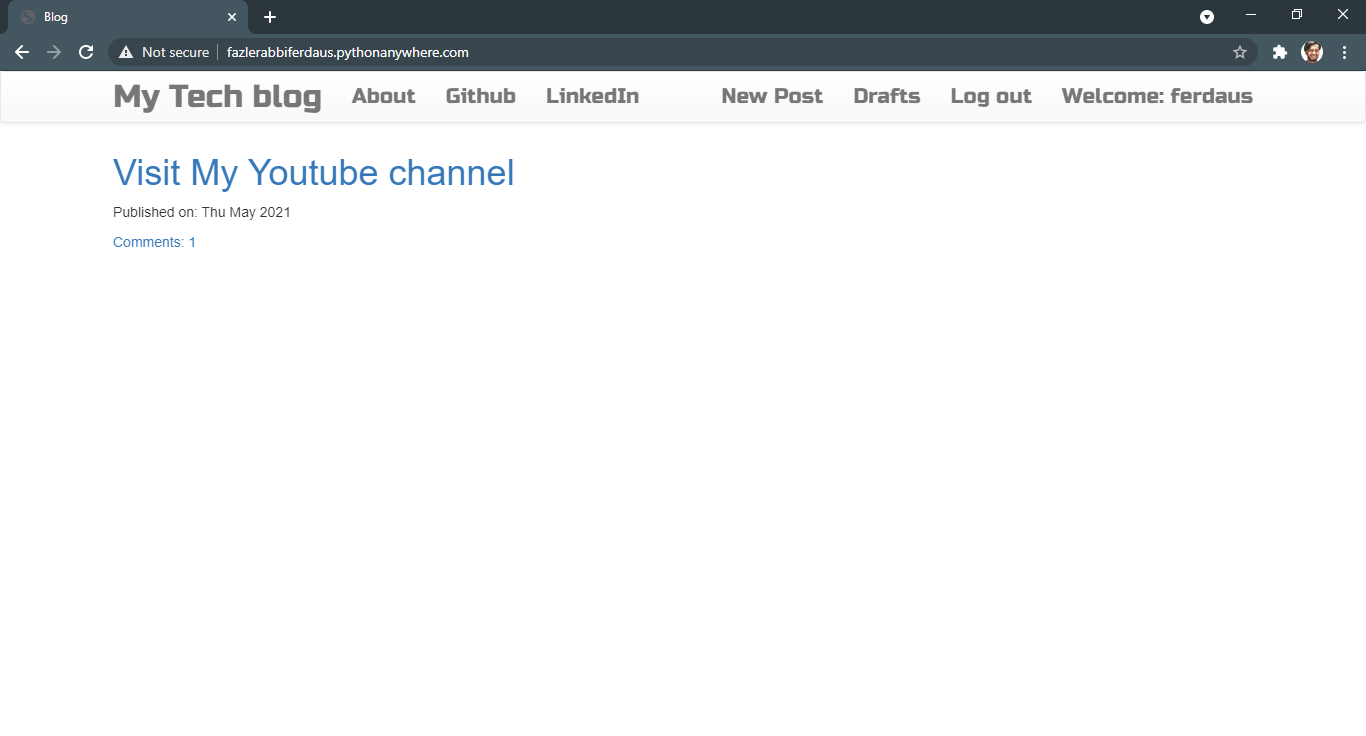 Blog
Not secure fazlerabbiferdaus.pythonanywhere.com
My Tech blog About Github LinkedIn New Post Drafts Log out Welcome: ferdaus
Visit My Youtube channel
Published on: Thu May 2021
Comments: 1